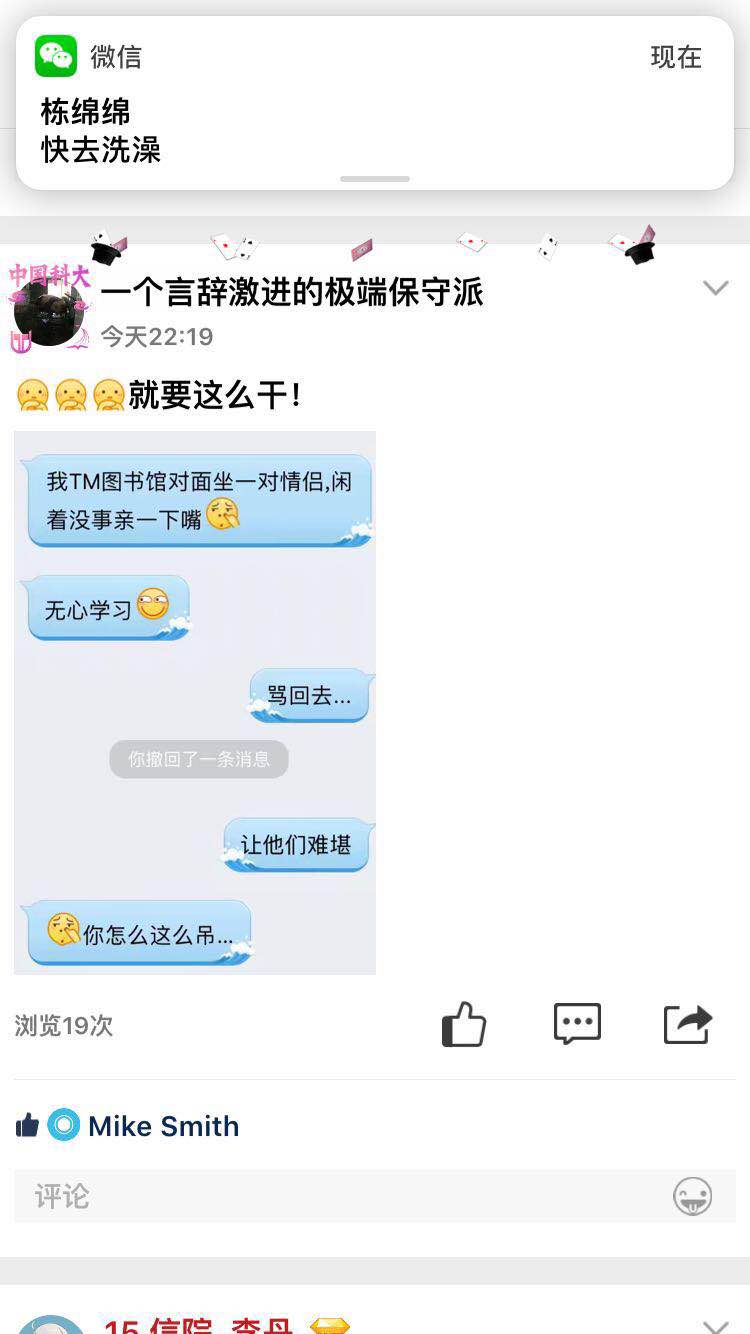 微信
现在
栋绵绵
快去洗澡
中国科大
一个言辞激进的极端保守派
今天22:19
就要这么干！
我TM图书馆对面坐一对情侣,闲
着没事亲一下嘴
无心学习
骂回去...
你撤回了一条消息
让他们难堪
你怎么这么吊...
浏览19次
Mike Smith
评论
15 信院 李丹